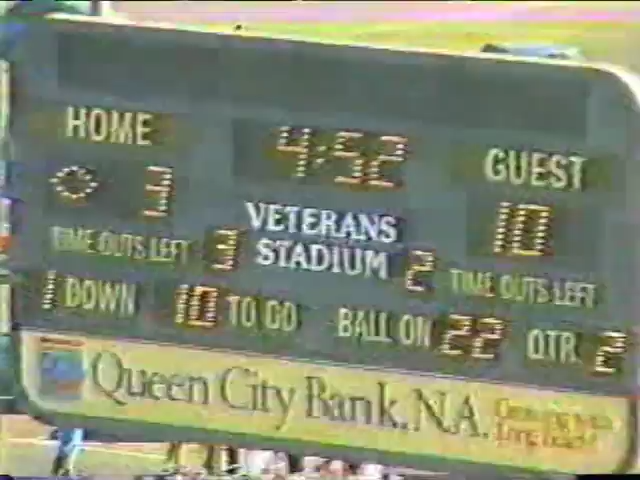 HOME 4:52 GUEST
3 VETERANS 10
TIME OUTS LEFT 3 STADIUM 2 TIME OUTS LEFT
1 DOWN 10 TO GO BALL ON 22 QTR 2
Queen City Bank, N.A.